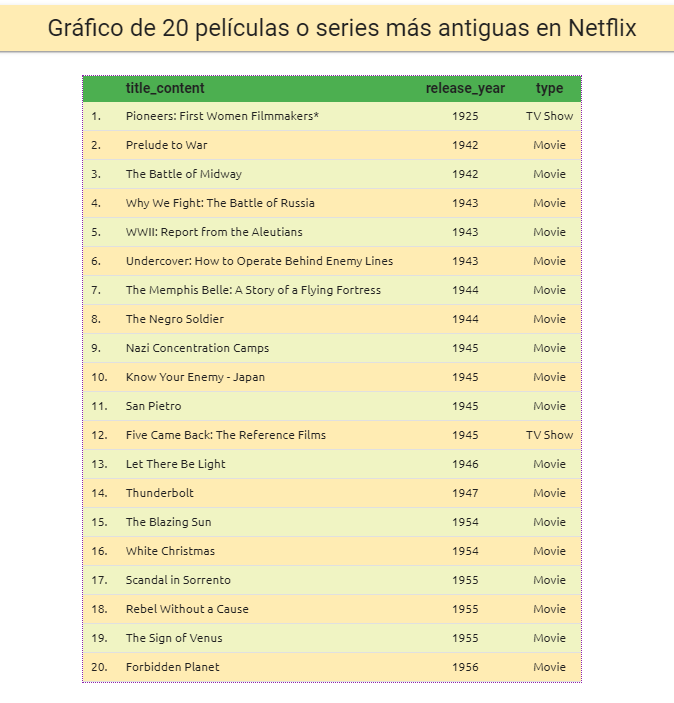 Gráfico de 20 películas o series más antiguas en Netflix
title_content release_year type
1. Pioneers: First Women Filmmakers* 1925 TV Show
2. Prelude to War 1942 Movie
3. The Battle of Midway 1942 Movie
4. Why We Fight: The Battle of Russia 1943 Movie
5. WWII: Report from the Aleutians 1943 Movie
6. Undercover: How to Operate Behind Enemy Lines 1943 Movie
7. The Memphis Belle: A Story of a Flying Fortress 1944 Movie
8. The Negro Soldier 1944 Movie
9. Nazi Concentration Camps 1945 Movie
10. Know Your Enemy - Japan 1945 Movie
11. San Pietro 1945 Movie
12. Five Came Back: The Reference Films 1945 TV Show
13. Let There Be Light 1946 Movie
14. Thunderbolt 1947 Movie
15. The Blazing Sun 1954 Movie
16. White Christmas 1954 Movie
17. Scandal in Sorrento 1955 Movie
18. Rebel Without a Cause 1955 Movie
19. The Sign of Venus 1955 Movie
20. Forbidden Planet 1956 Movie